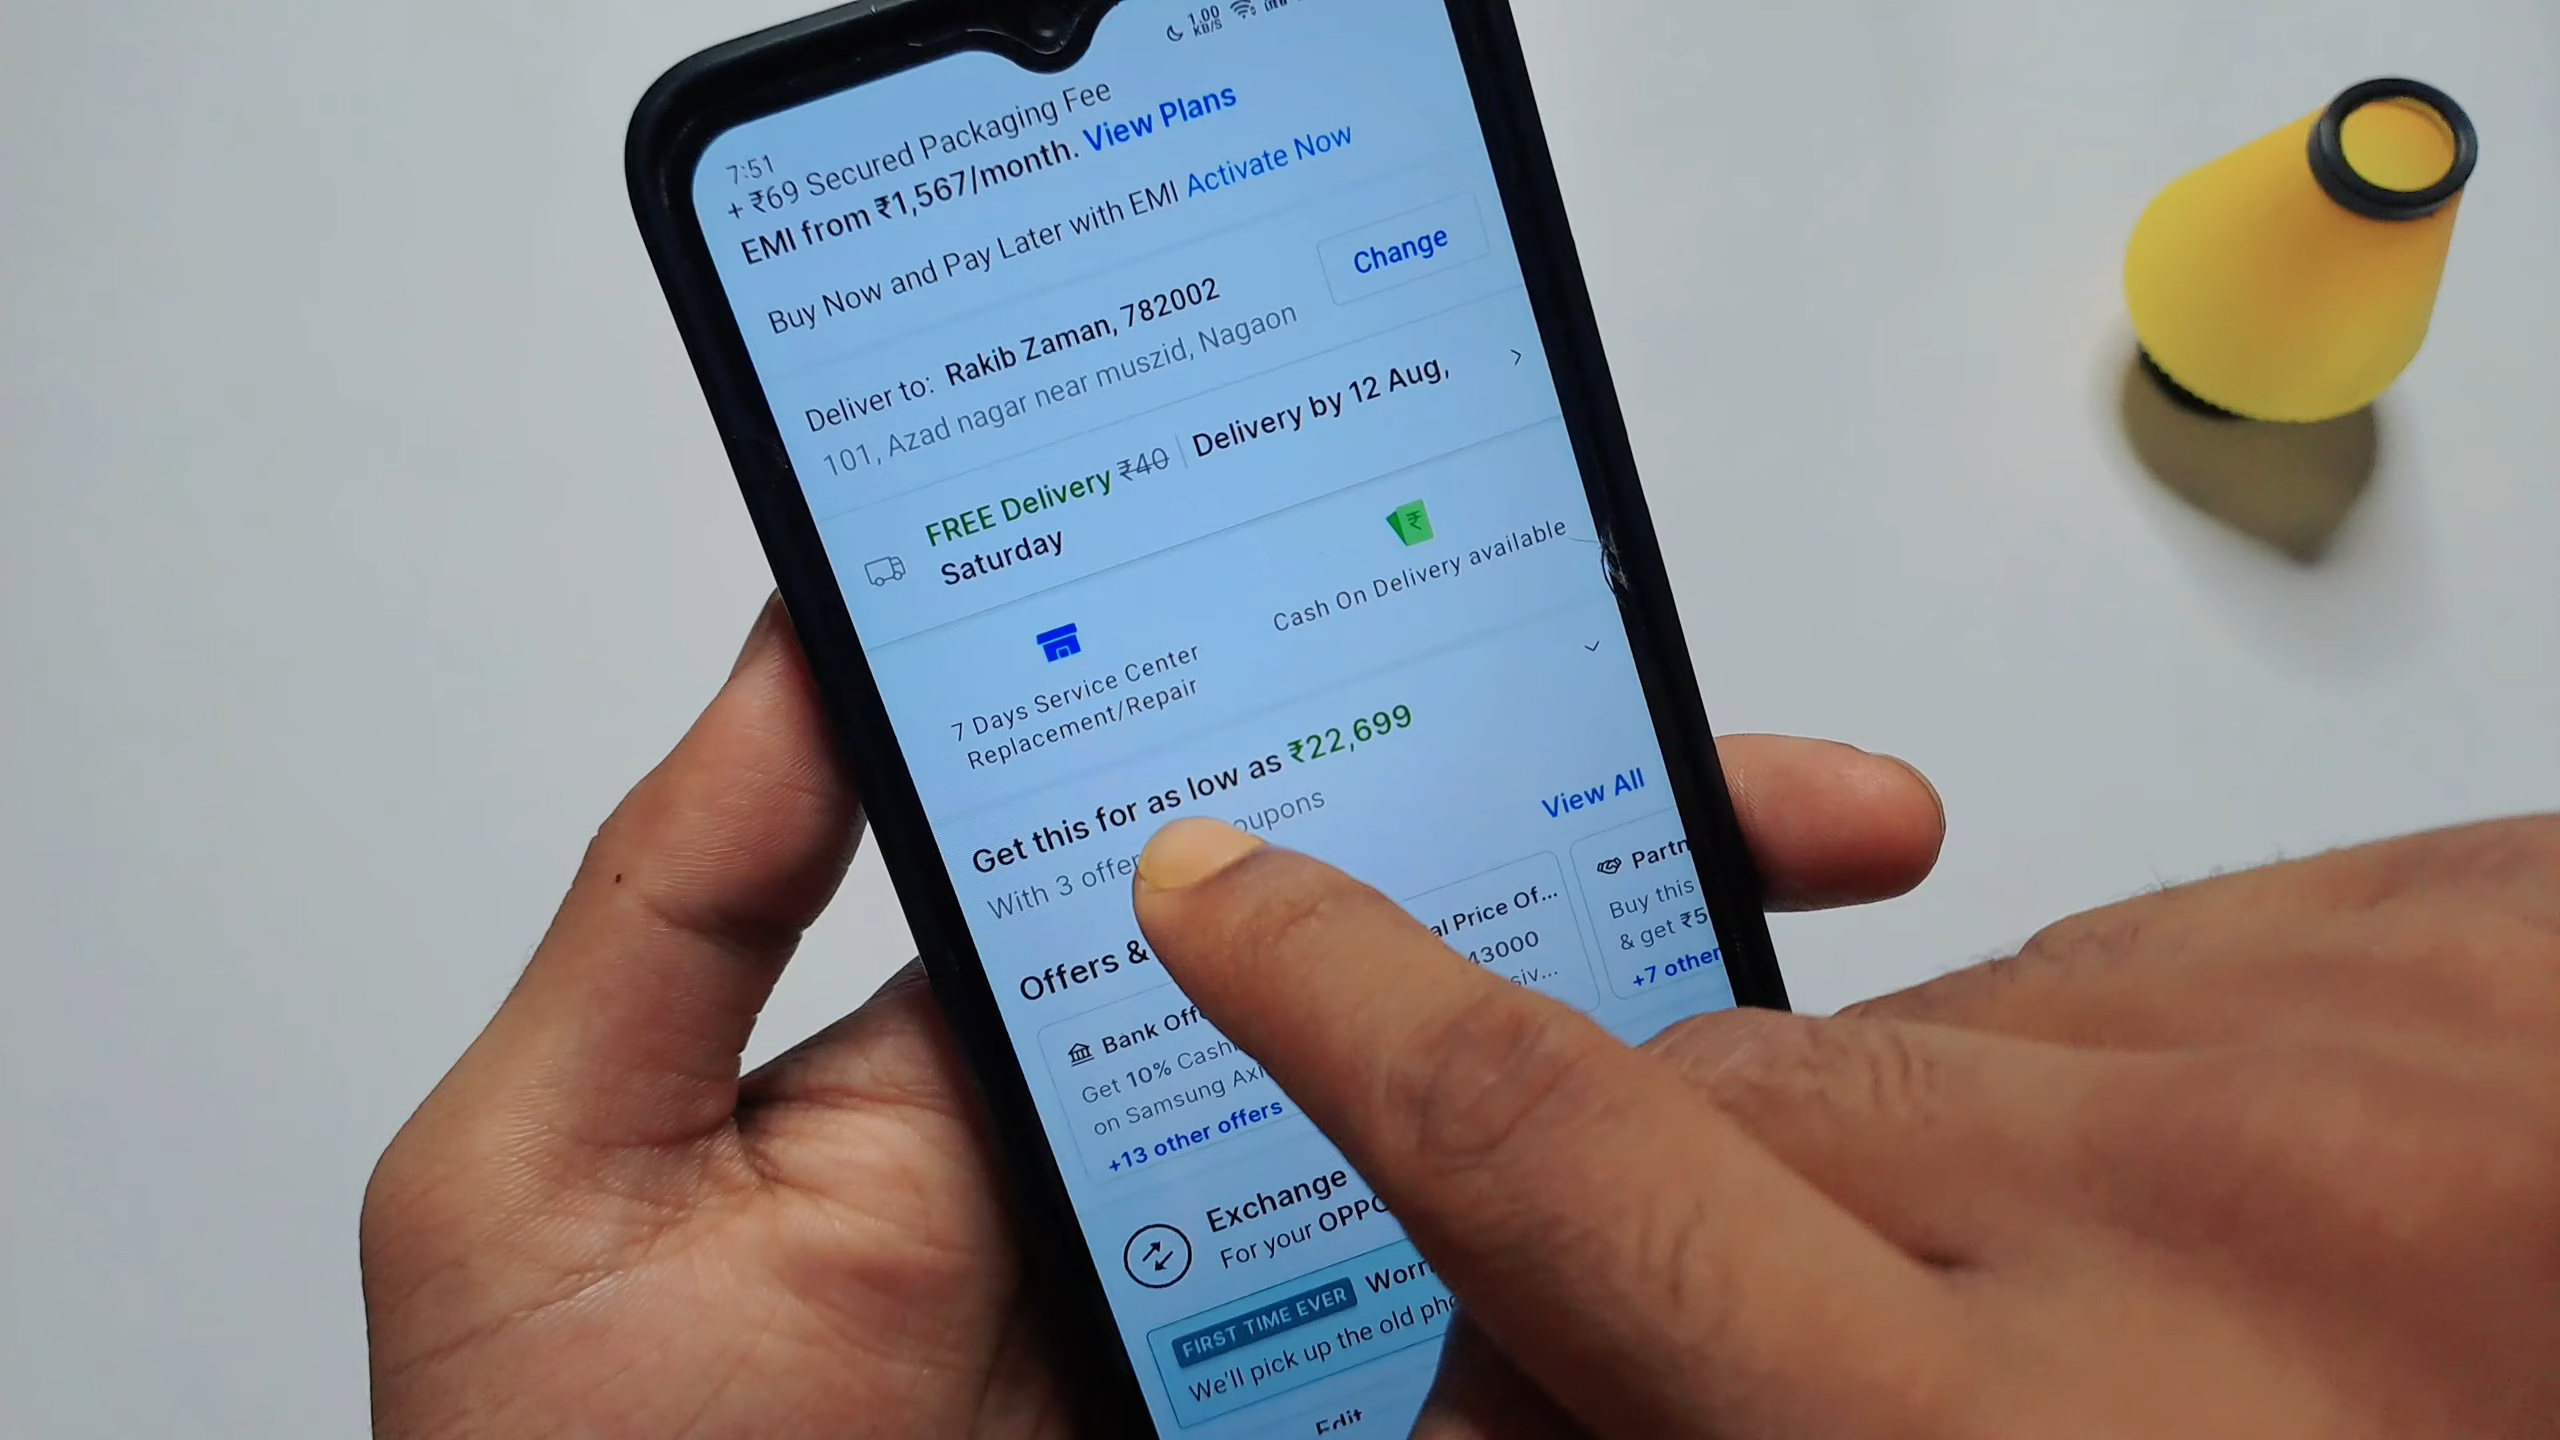 1.00
KB/S
7:51
+ ₹69 Secured Packaging Fee
EMI from ₹1,567/month. View Plans
Buy Now and Pay Later with EMI Activate Now
Deliver to: Rakib Zaman, 782002
101, Azad nagar near muszid, Nagaon
Change
FREE Delivery ₹40 | Delivery by 12 Aug,
Saturday
7 Days Service Center
Replacement/Repair
Cash On Delivery available
Get this for as low as ₹22,699
With 3 offer oupons
Offers &
View All
Bank Off
Get 10% Cash
on Samsung Axi
+13 other offers
al Price Of...
43000
siv...
Partn
Buy this
& get ₹5
+7 other
Exchange
For your OPPO
FIRST TIME EVER Worr
We'll pick up the old pho
Edit